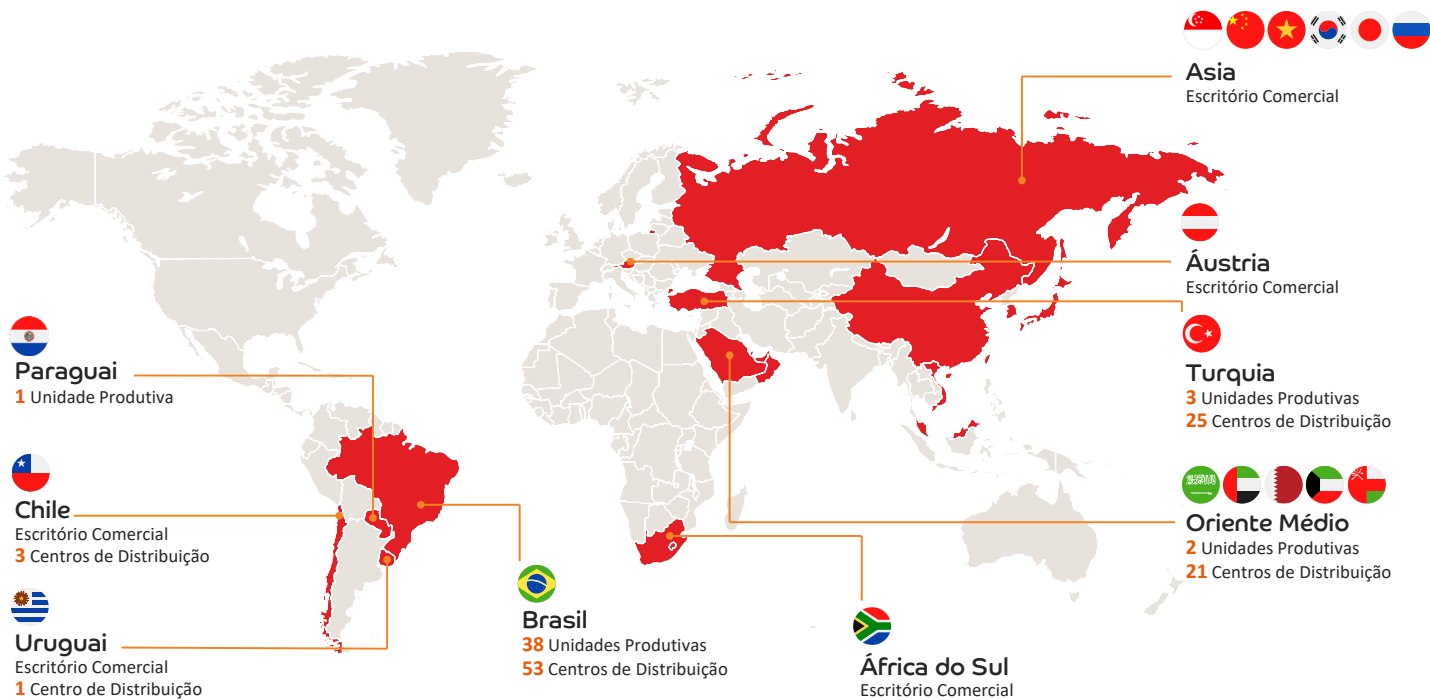 Asia
Escritório Comercial
Áustria
Escritório Comercial
Turquia
3 Unidades Produtivas
25 Centros de Distribuição
Oriente Médio
2 Unidades Produtivas
21 Centros de Distribuição
Paraguai
1 Unidade Produtiva
Chile
Escritório Comercial
3 Centros de Distribuição
Uruguai
Escritório Comercial
1 Centro de Distribuição
Brasil
38 Unidades Produtivas
53 Centros de Distribuição
África do Sul
Escritório Comercial